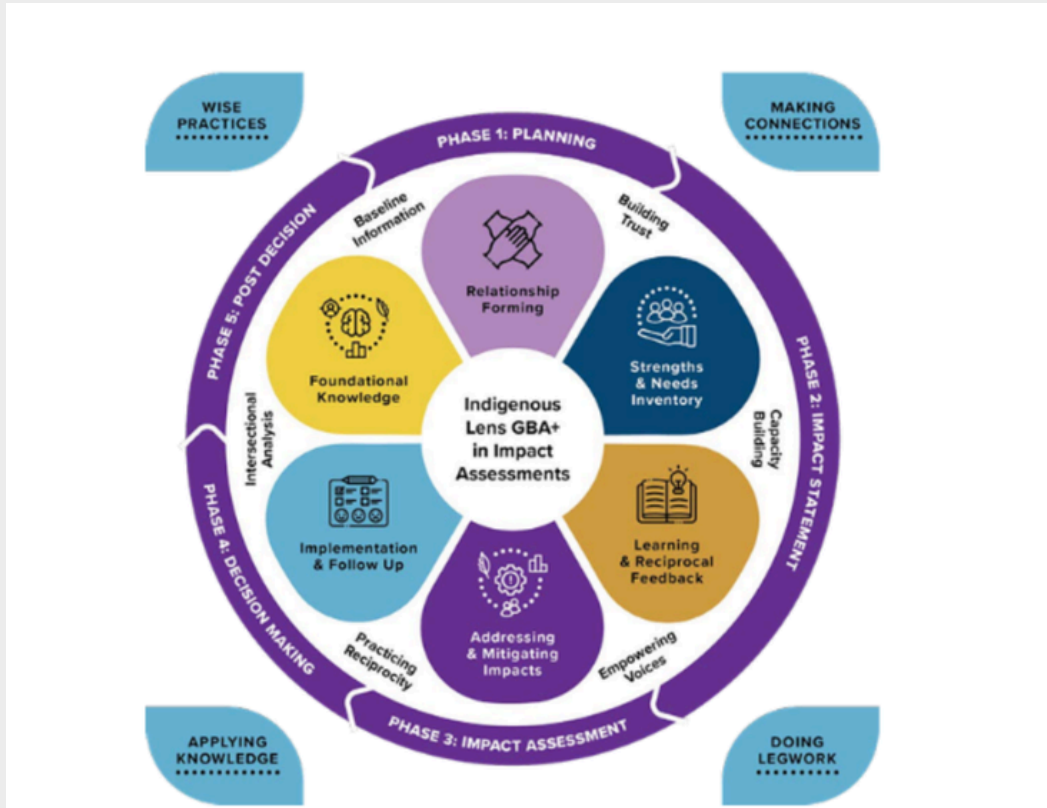 WISE
PRACTICES
MAKING
CONNECTIONS
PHASE 1: PLANNING
PHASE 2: IMPACT STATEMENT
PHASE 3: IMPACT ASSESSMENT
PHASE 4: DECISION MAKING
PHASE 5: POST DECISION
Baseline
Information
Building
Trust
Capacity
Building
Empowering
Voices
Practicing
Reciprocity
Intersectional
Analysis
Relationship
Forming
Strengths
& Needs
Inventory
Learning
& Reciprocal
Feedback
Addressing
& Mitigating
Impacts
Implementation
& Follow Up
Foundational
Knowledge
Indigenous
Lens GBA+
in Impact
Assessments
APPLYING
KNOWLEDGE
DOING
LEGWORK